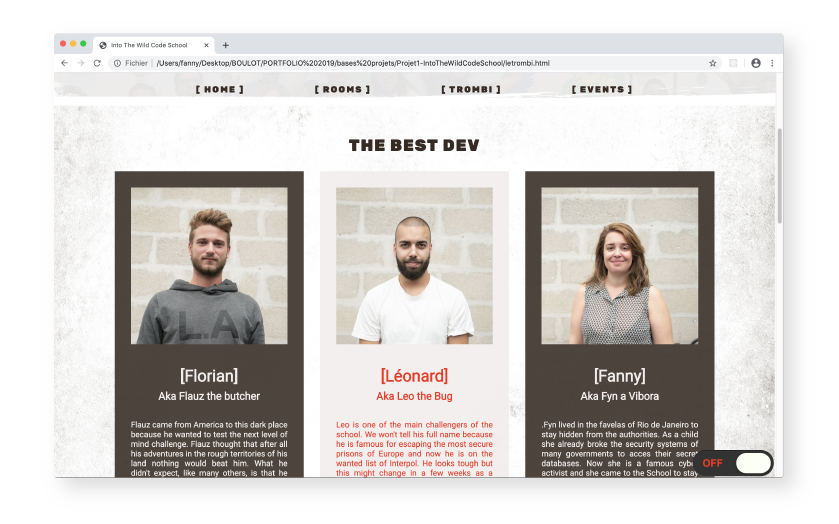 Into The Wild Code School
Fichier /Users/fanny/Desktop/BOULOT/PORTFOLIO%202019/bases%20projets/Projet1-IntoTheWildCodeSchool/letrombi.html
[ HOME ] [ ROOMS ] [ TROMBI ] [ EVENTS ]
THE BEST DEV
L.A
[Florian]
Aka Flauz the butcher
Flauz came from America to this dark place
because he wanted to test the next level of
mind challenge. Flauz thought that after all
his adventures in the rough territories of his
land nothing would beat him. What he
didn't expect, like many others, is that he
[Léonard]
Aka Leo the Bug
Leo is one of the main challengers of the
school. We won't tell his full name because
he is famous for escaping the most secure
prisons of Europe and now he is on the
wanted list of Interpol. He looks tough but
this might change in a few weeks as a
[Fanny]
Aka Fyn a Vibora
.Fyn lived in the favelas of Rio de Janeiro to
stay hidden from the authorities. As a child
she already broke the security systems of
many governments to acces their secret
databases. Now she is a famous cyber
activist and she came to the School to stay
OFF